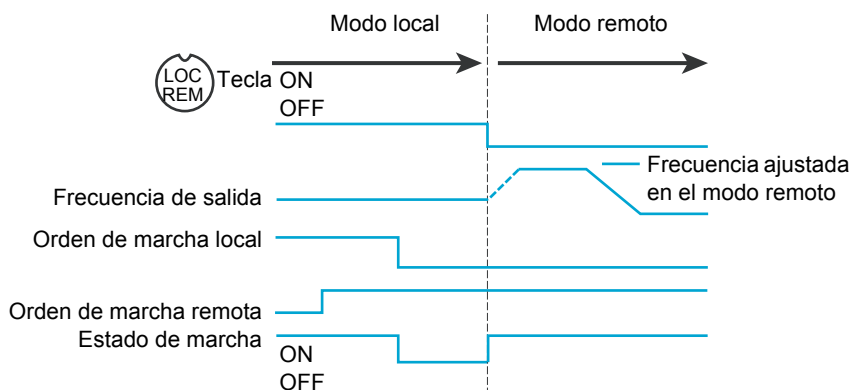 Modo local
Modo remoto
LOC
REM
Tecla ON
OFF
Frecuencia ajustada
en el modo remoto
Frecuencia de salida
Orden de marcha local
Orden de marcha remota
Estado de marcha
ON
OFF